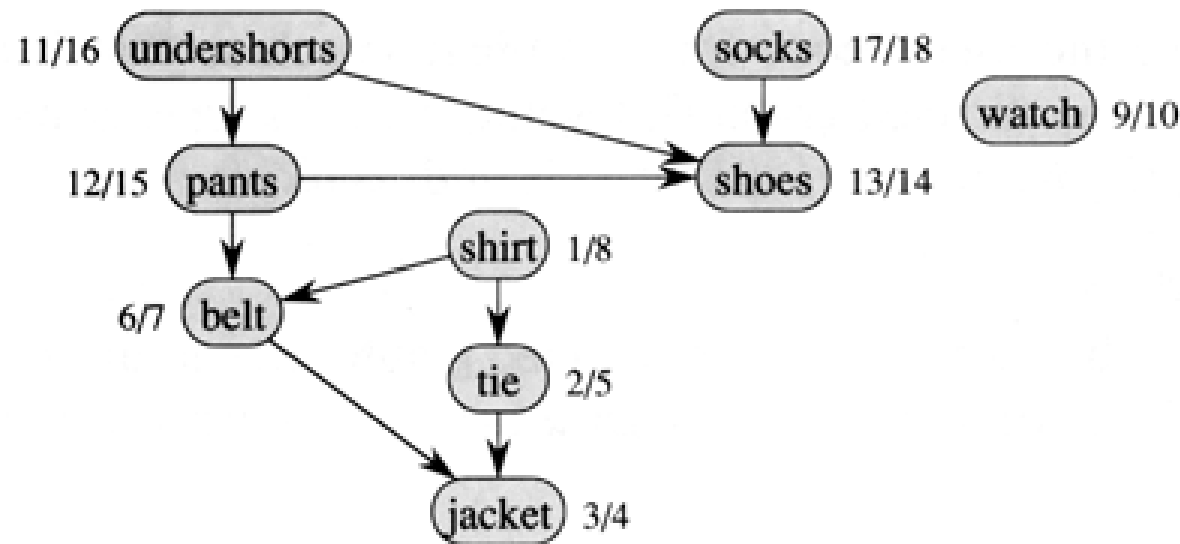 11/16 undershorts socks 17/18
watch 9/10
12/15 pants shoes 13/14
shirt 1/8
6/7 belt
tie 2/5
jacket 3/4